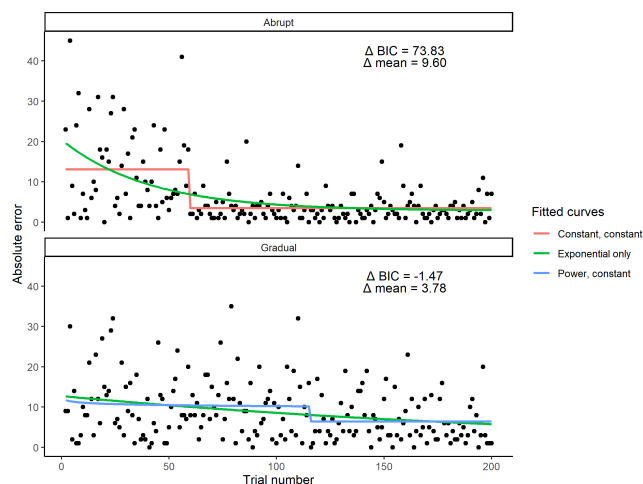 Abrupt
Δ BIC = 73.83
Δ mean = 9.60
40
30
20
10
0
Gradual
Δ BIC = -1.47
Δ mean = 3.78
40
30
20
10
0
0 50 100 150 200
Trial number
Absolute error
Fitted curves
Constant, constant
Exponential only
Power, constant